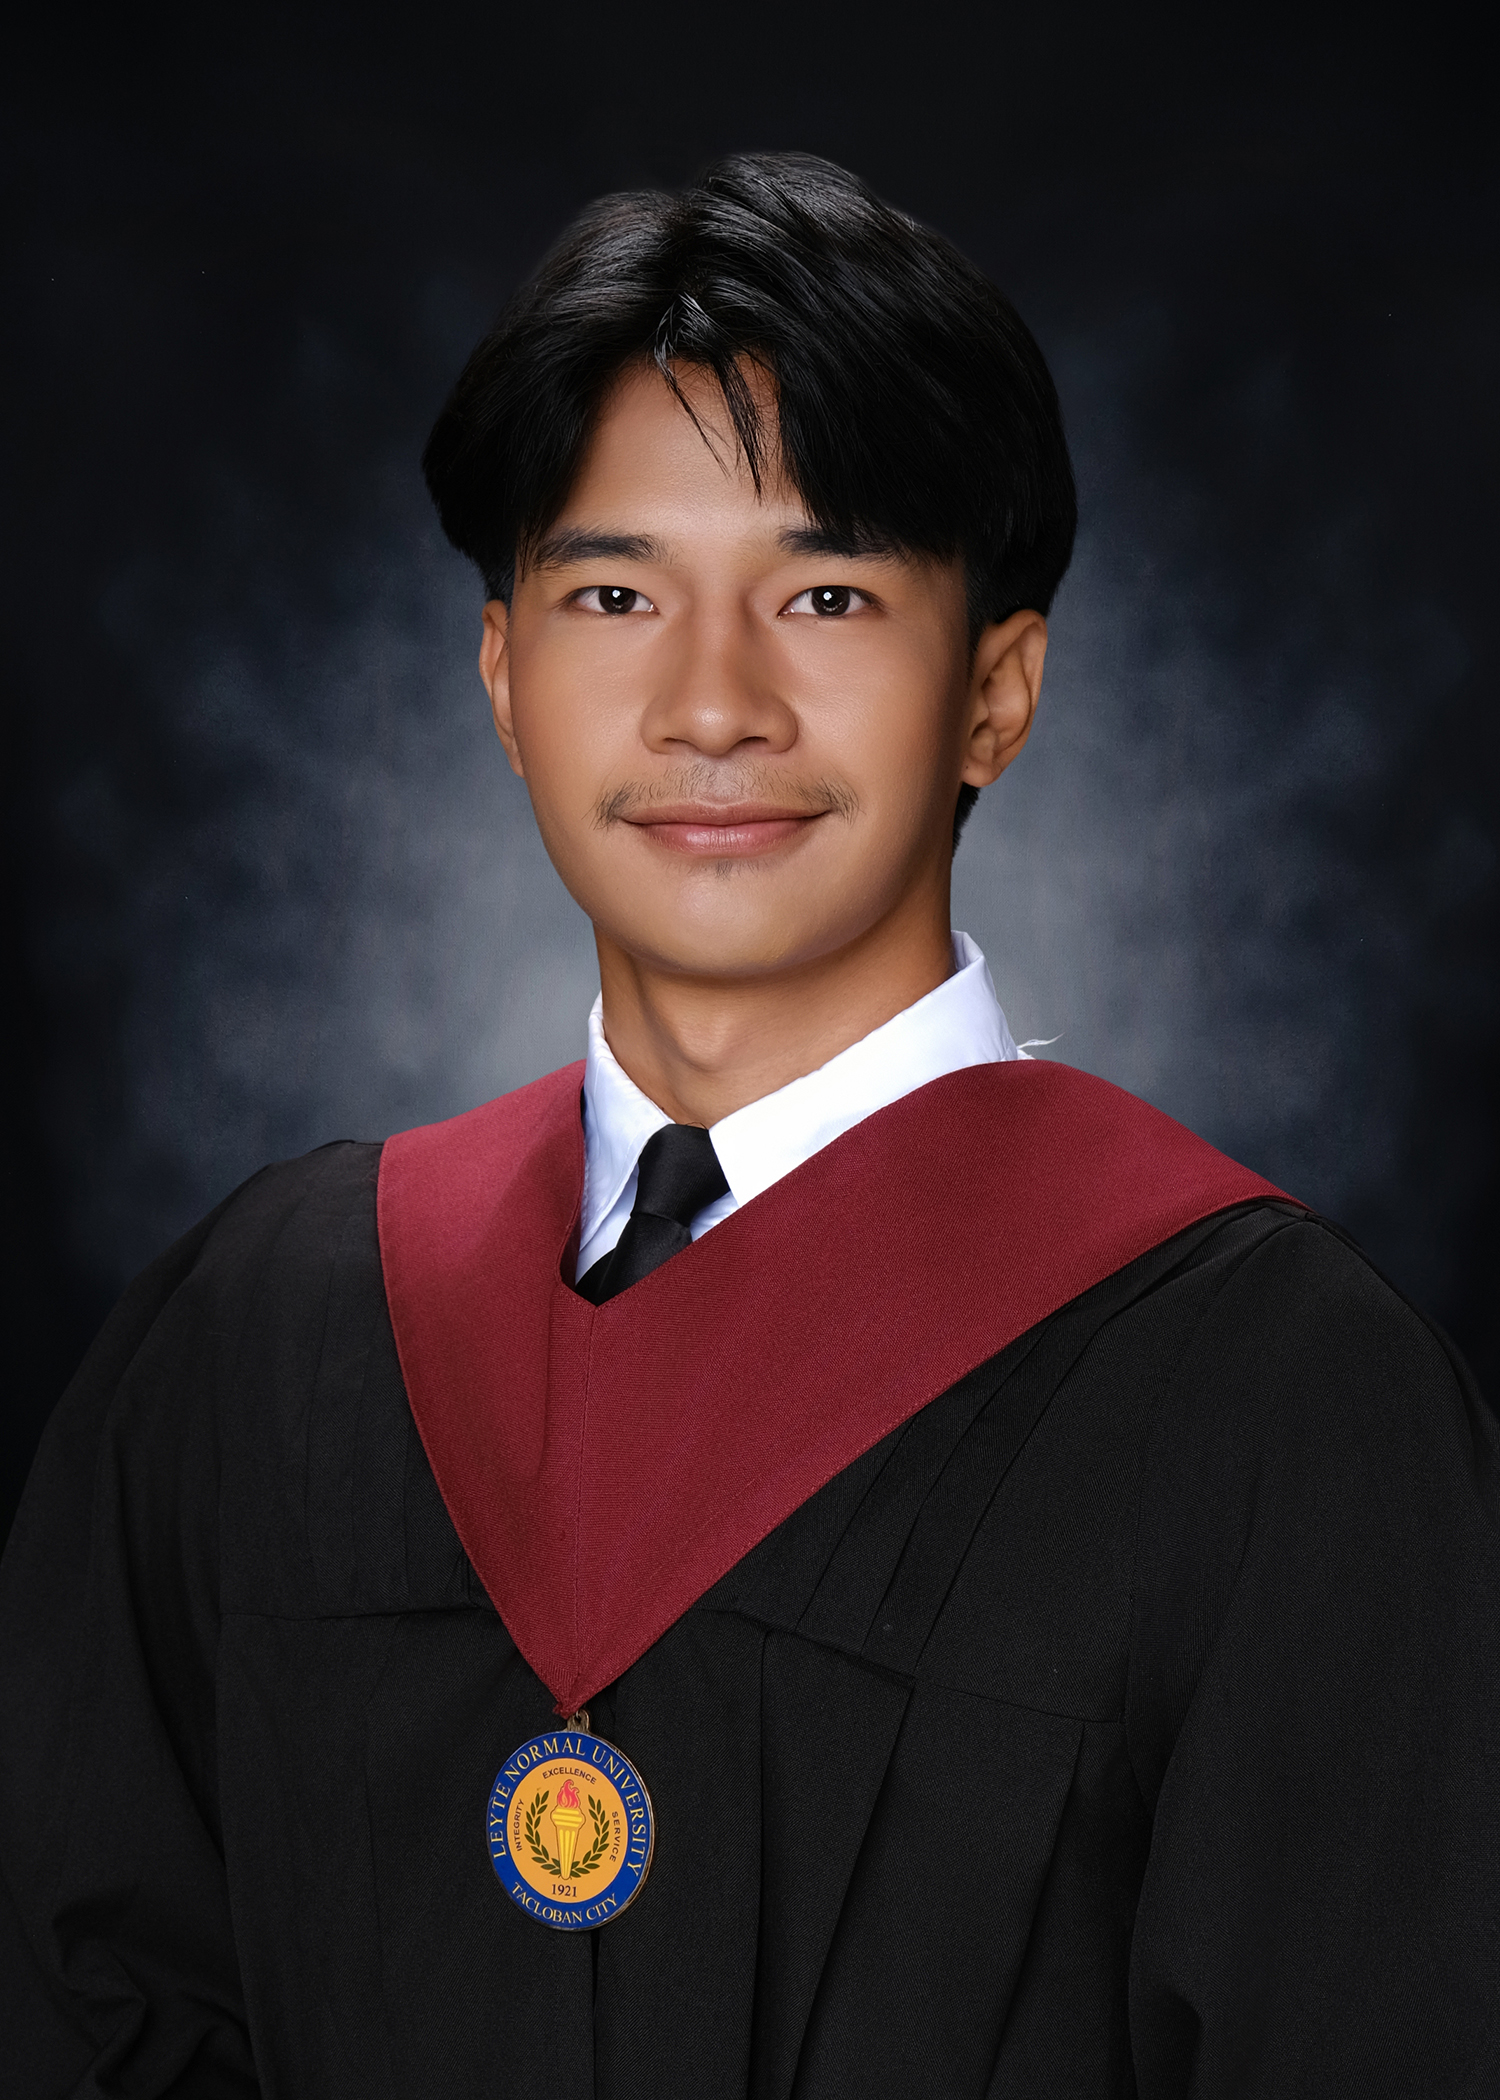 LEYTE NORMAL UNIVERSITY
EXCELLENCE
INTEGRITY
SERVICE
1921
TACLOBAN CITY